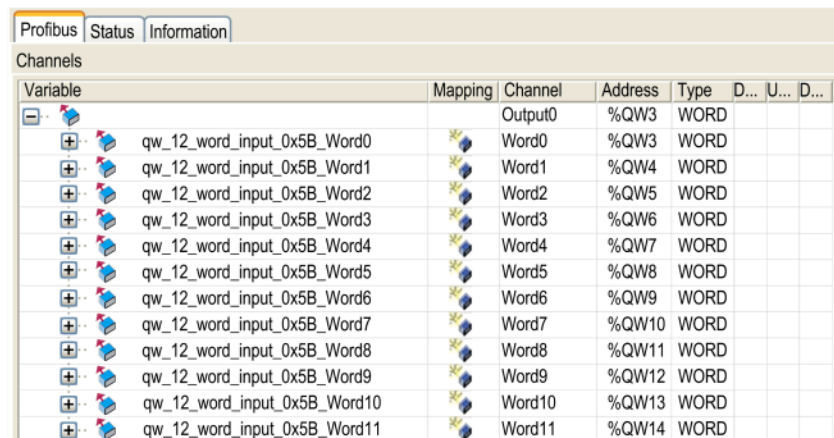 Profibus Status Information
Channels
Variable Mapping Channel Address Type D... U... D...
Output0 %QW3 WORD
qw_12_word_input_0x5B_Word0 Word0 %QW3 WORD
qw_12_word_input_0x5B_Word1 Word1 %QW4 WORD
qw_12_word_input_0x5B_Word2 Word2 %QW5 WORD
qw_12_word_input_0x5B_Word3 Word3 %QW6 WORD
qw_12_word_input_0x5B_Word4 Word4 %QW7 WORD
qw_12_word_input_0x5B_Word5 Word5 %QW8 WORD
qw_12_word_input_0x5B_Word6 Word6 %QW9 WORD
qw_12_word_input_0x5B_Word7 Word7 %QW10 WORD
qw_12_word_input_0x5B_Word8 Word8 %QW11 WORD
qw_12_word_input_0x5B_Word9 Word9 %QW12 WORD
qw_12_word_input_0x5B_Word10 Word10 %QW13 WORD
qw_12_word_input_0x5B_Word11 Word11 %QW14 WORD